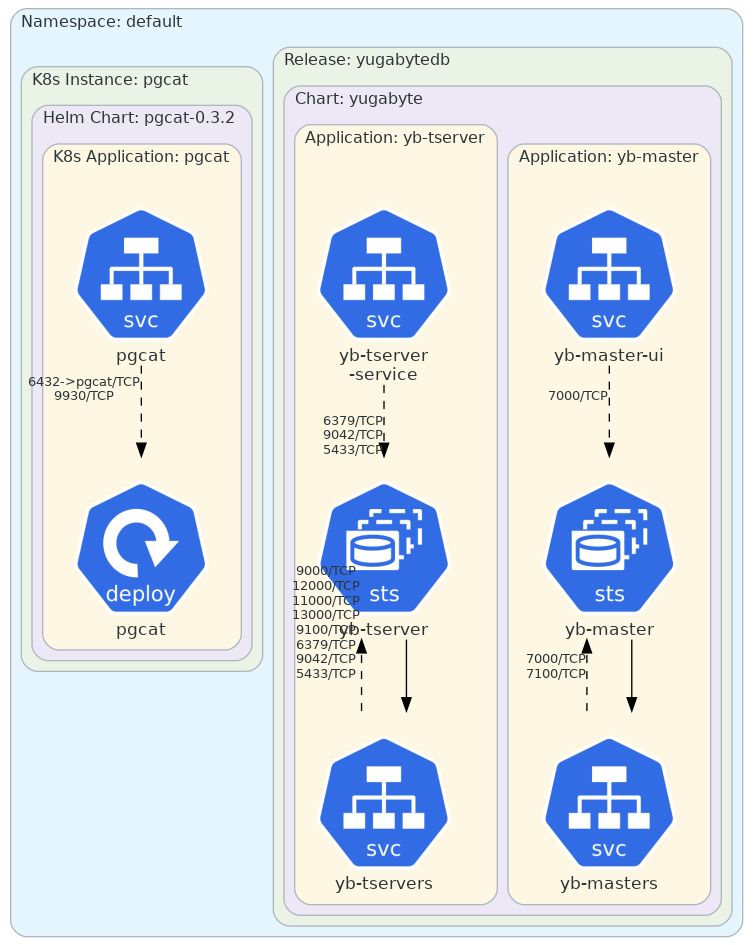 Namespace: default
K8s Instance: pgcat
Helm Chart: pgcat-0.3.2
K8s Application: pgcat
svc
pgcat
6432->pgcat/TCP
9930/TCP
deploy
pgcat
Release: yugabytedb
Chart: yugabyte
Application: yb-tserver
svc
yb-tserver
-service
6379/TCP
9042/TCP
5433/TCP
sts
yb-tserver
9000/TCP
12000/TCP
11000/TCP
13000/TCP
9100/TCP
6379/TCP
9042/TCP
5433/TCP
svc
yb-tservers
Application: yb-master
svc
yb-master-ui
7000/TCP
sts
yb-master
7000/TCP
7100/TCP
svc
yb-masters